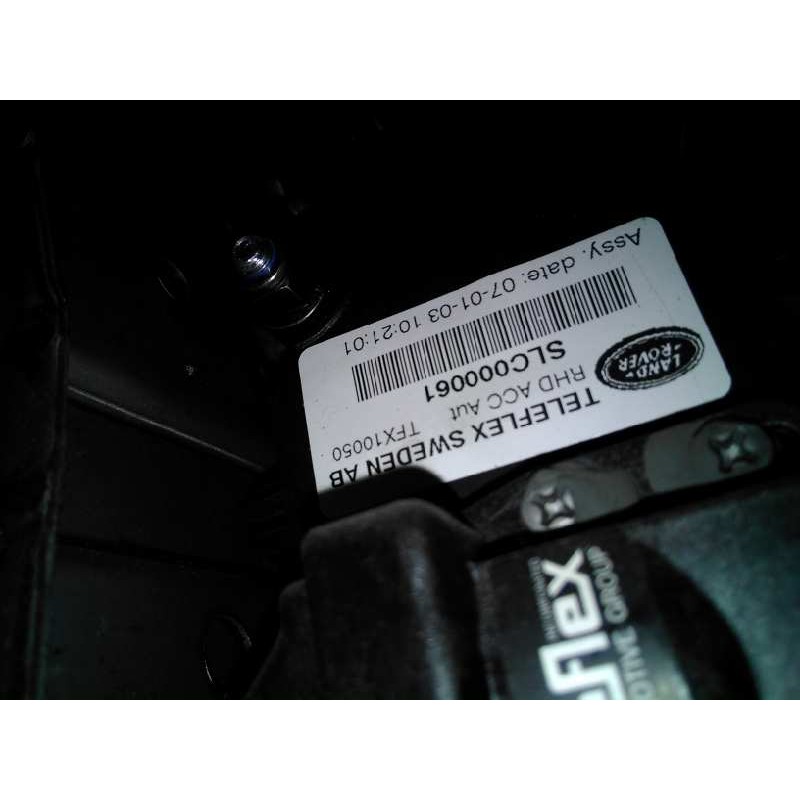 TELEFLEX SWEDEN AB
TFX10050
RHD ACC Aut
LAND
ROVER
SLC000061
Assy. date: 07-01-03 10:21:01
flex
GROUP